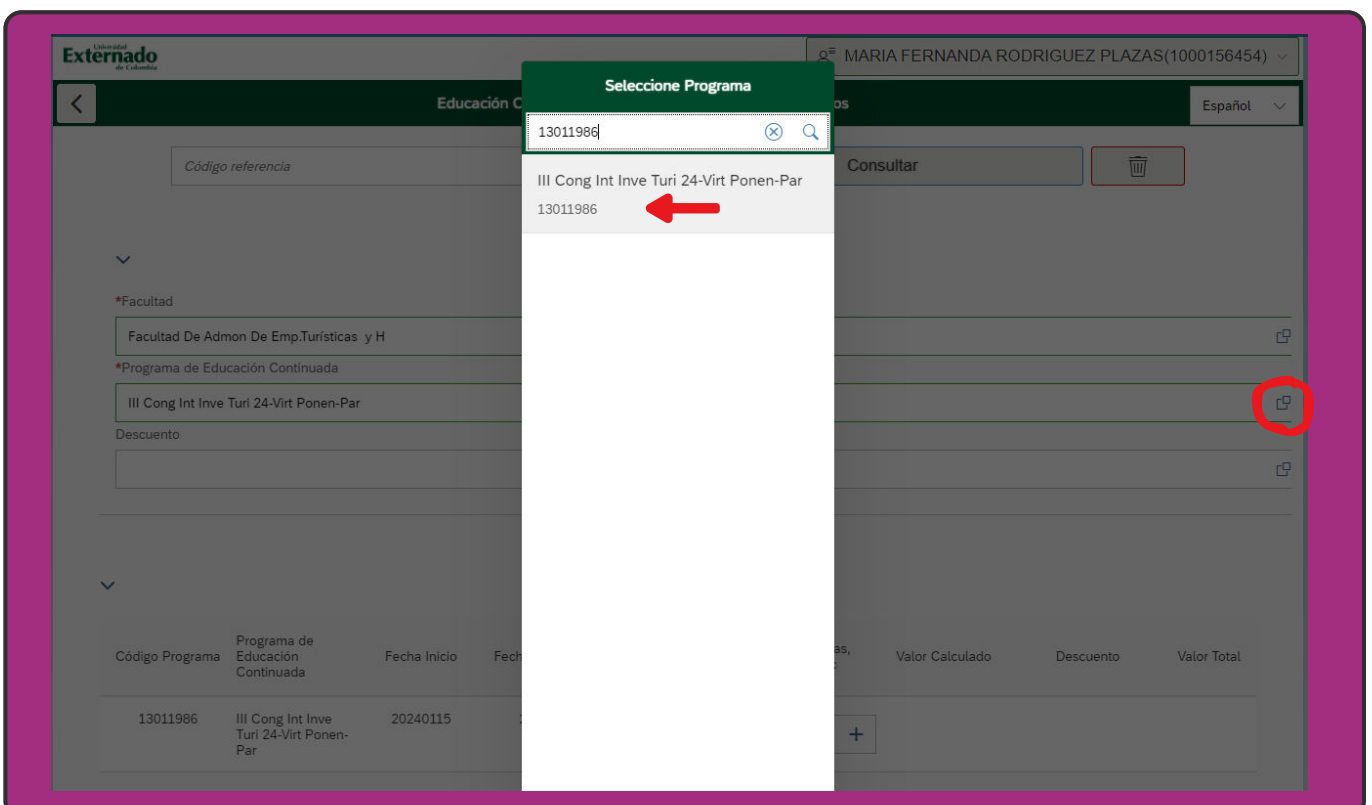 Universidad
Externado
de Colombia
MARIA FERNANDA RODRIGUEZ PLAZAS(1000156454)
Seleccione Programa
Educación C
os
Español
13011986
Código referencia
Consultar
III Cong Int Inve Turi 24-Virt Ponen-Par
13011986
*Facultad
Facultad De Admon De Emp.Turísticas y H
*Programa de Educación Continuada
III Cong Int Inve Turi 24-Virt Ponen-Par
Descuento
Código Programa
Programa de
Educación
Continuada
Fecha Inicio
Fech
as,
Valor Calculado
Descuento
Valor Total
13011986
III Cong Int Inve
Turi 24-Virt Ponen-
Par
20240115
+